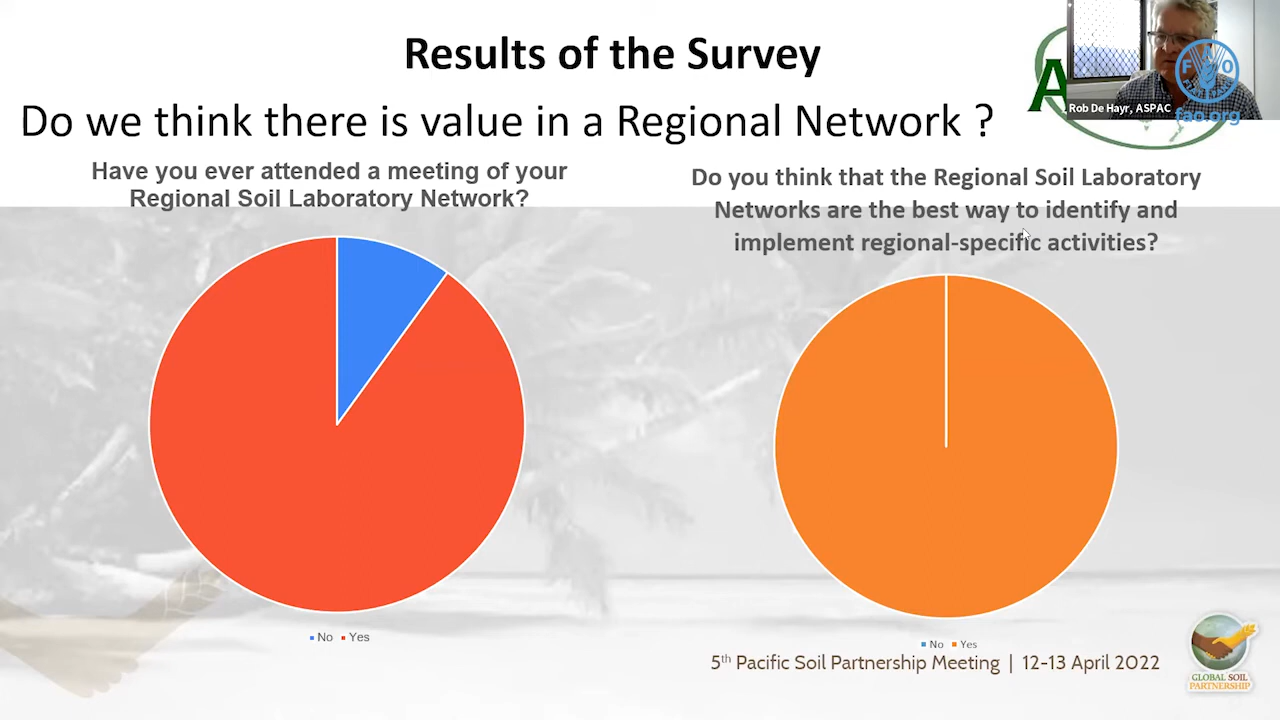 Results of the Survey
Do we think there is value in a Regional Network ?
A
Rob De Hayr, ASPAC
F A O
fao.org
Have you ever attended a meeting of your
Regional Soil Laboratory Network?
Do you think that the Regional Soil Laboratory
Networks are the best way to identify and
implement regional-specific activities?
No Yes
No Yes
5th Pacific Soil Partnership Meeting | 12-13 April 2022
GLOBAL SOIL
PARTNERSHIP